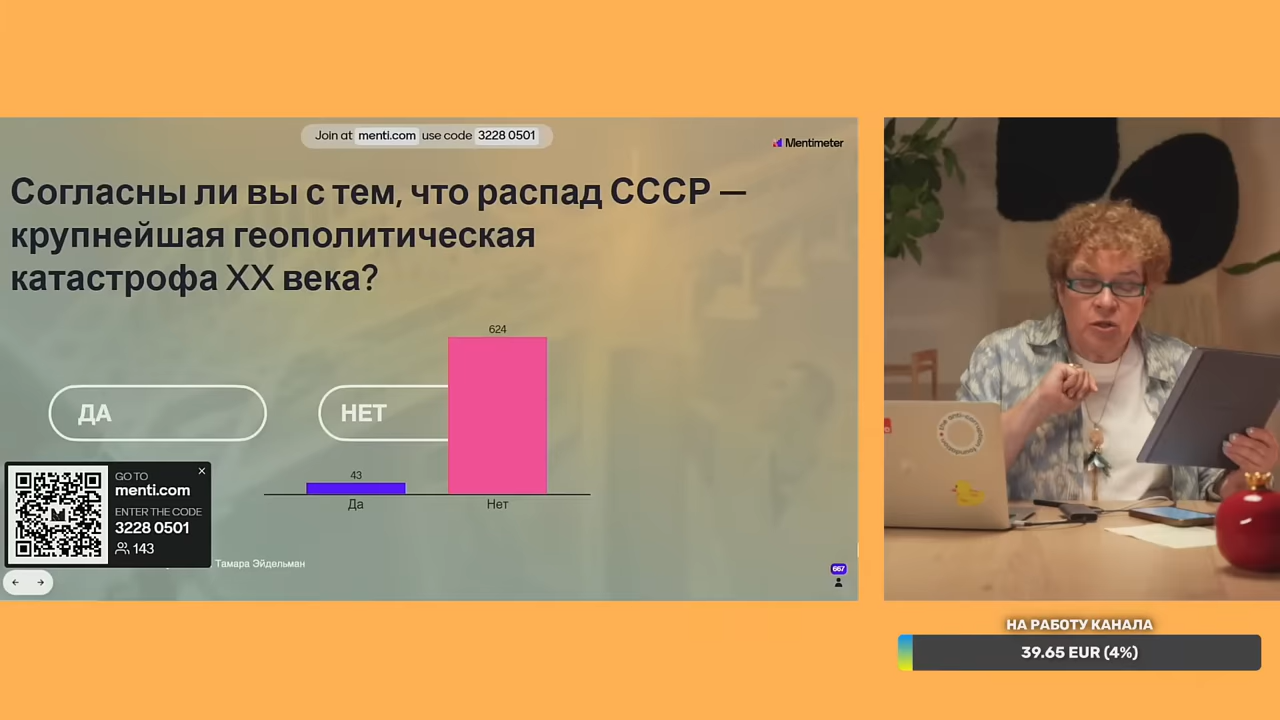 Join at menti.com use code 3228 0501
Mentimeter
Согласны ли вы с тем, что распад СССР —
крупнейшая геополитическая
катастрофа XX века?
624
ДА
НЕТ
43
Да
Нет
GO TO
menti.com
ENTER THE CODE
3228 0501
143
Тамара Эйдельман
667
НА РАБОТУ КАНАЛА
39.65 EUR (4%)